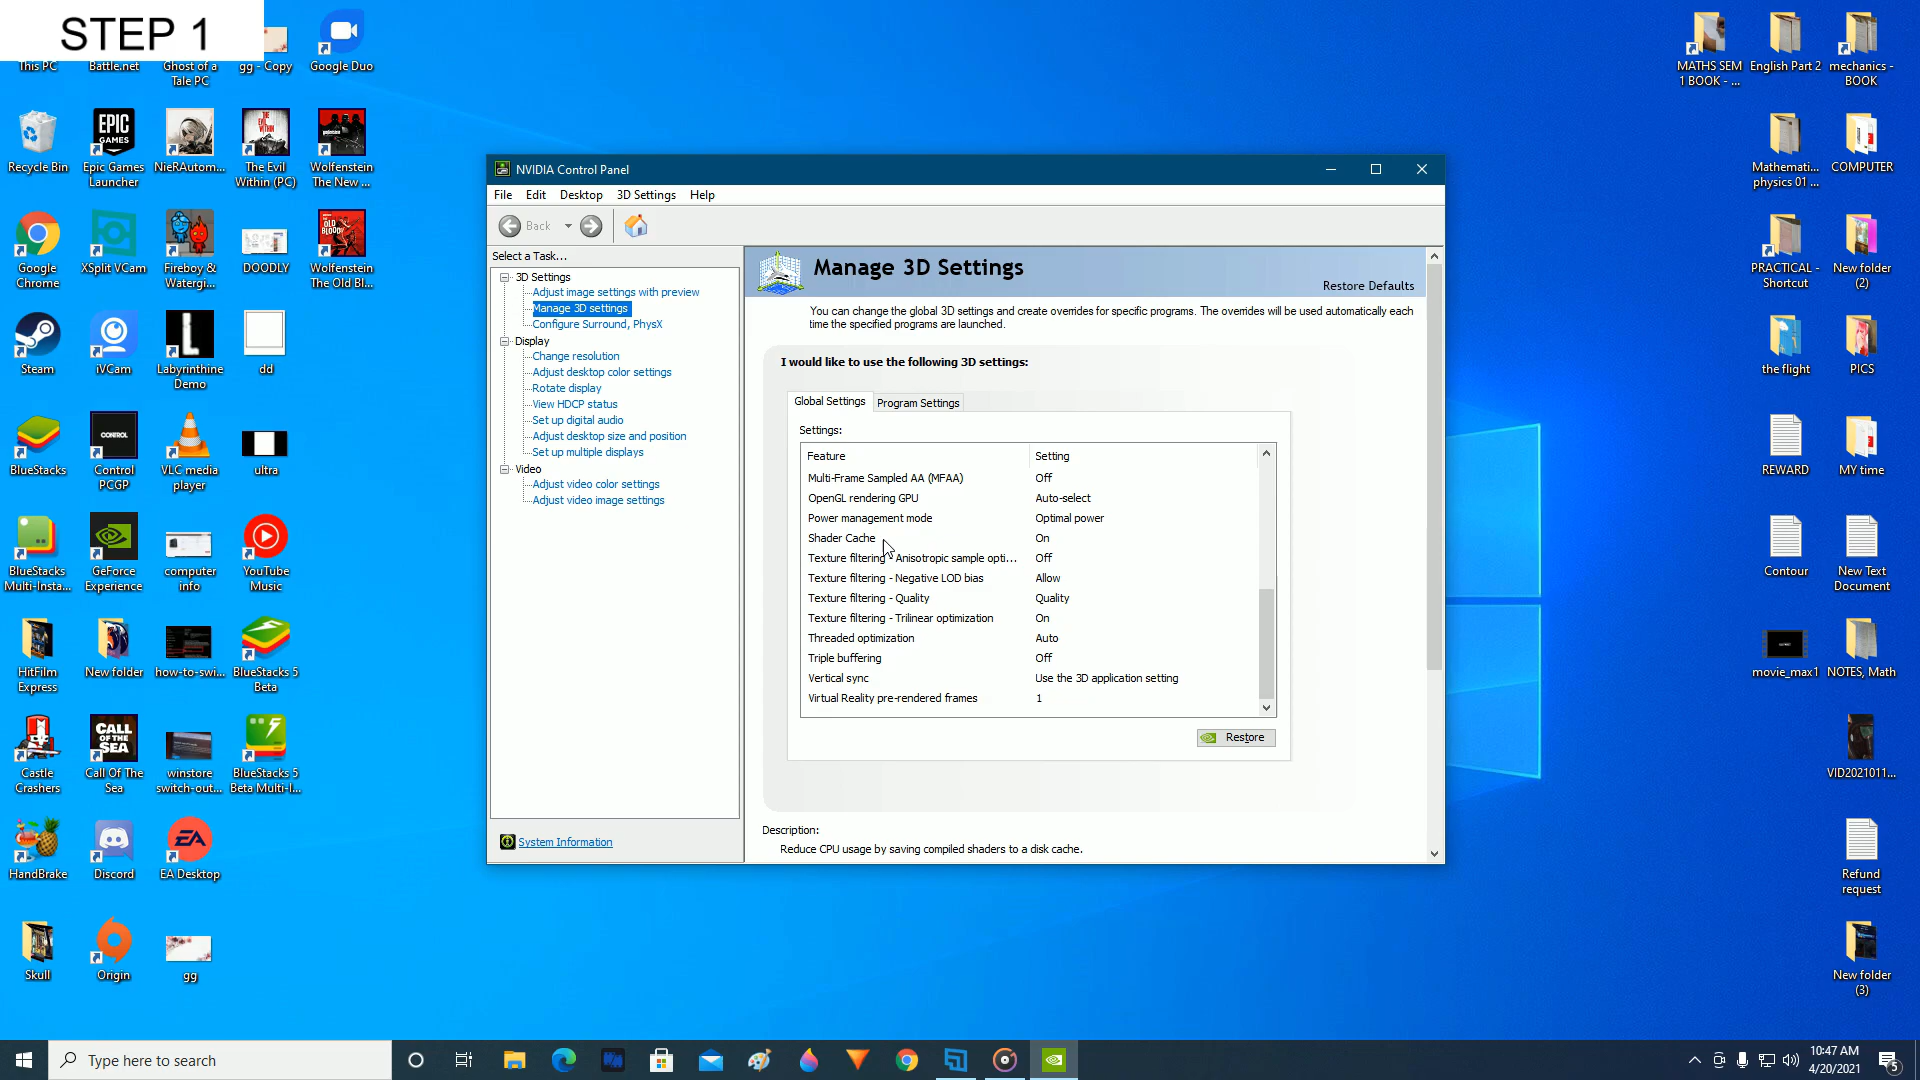 STEP 1
This PC
Battle.net
Ghost of a
Tale PC
gg - Copy
Google Duo
Recycle Bin
EPIC
GAMES
Epic Games
Launcher
NieRAutom...
The Evil
Within (PC)
Wolfenstein
The New ...
Google
Chrome
XSplit VCam
Fireboy &
Watergi...
DOODLY
Wolfenstein
The Old Bl...
Steam
iVCam
Labyrinthine
Demo
dd
BlueStacks
CONTROL
Control
PCGP
VLC media
player
ultra
BlueStacks
Multi-Insta...
GeForce
Experience
computer
info
YouTube
Music
HitFilm
Express
New folder
how-to-swi...
BlueStacks 5
Beta
Castle
Crashers
CALL
OF THE
SEA
Call Of The
Sea
winstore
switch-out...
BlueStacks 5
Beta Multi-I...
HandBrake
Discord
EA
EA Desktop
Skull
Origin
gg
NVIDIA Control Panel
File Edit Desktop 3D Settings Help
Back
Select a Task...
3D Settings
Adjust image settings with preview
Manage 3D settings
Configure Surround, PhysX
Display
Change resolution
Adjust desktop color settings
Rotate display
View HDCP status
Set up digital audio
Adjust desktop size and position
Set up multiple displays
Video
Adjust video color settings
Adjust video image settings
System Information
Manage 3D Settings
Restore Defaults
You can change the global 3D settings and create overrides for specific programs. The overrides will be used automatically each
time the specified programs are launched.
I would like to use the following 3D settings:
Global Settings Program Settings
Settings:
Feature Setting
Multi-Frame Sampled AA (MFAA) Off
OpenGL rendering GPU Auto-select
Power management mode Optimal power
Shader Cache On
Texture filtering - Anisotropic sample opti... Off
Texture filtering - Negative LOD bias Allow
Texture filtering - Quality Quality
Texture filtering - Trilinear optimization On
Threaded optimization Auto
Triple buffering Off
Vertical sync Use the 3D application setting
Virtual Reality pre-rendered frames 1
Restore
Description:
Reduce CPU usage by saving compiled shaders to a disk cache.
MATHS SEM
1 BOOK - ...
English Part 2
mechanics -
BOOK
Mathemati...
physics 01 ...
COMPUTER
PRACTICAL -
Shortcut
New folder
(2)
the flight
PICS
REWARD
MY time
Contour
New Text
Document
movie_max1
NOTES, Math
VID2021011...
Refund
request
New folder
(3)
Type here to search
10:47 AM
4/20/2021
5